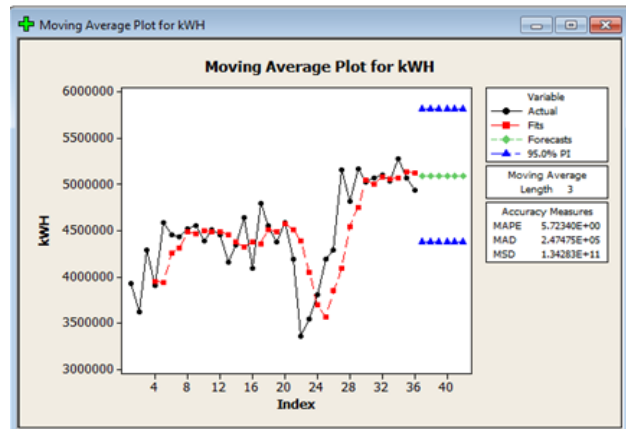 Moving Average Plot for kWH
Moving Average Plot for kWH
6000000
5500000
5000000
4500000
4000000
3500000
3000000
kWH
4 8 12 16 20 24 28 32 36 40
Index
Variable
Actual
Fits
Forecasts
95.0% PI
Moving Average
Length 3
Accuracy Measures
MAPE 5.72340E+00
MAD 2.47475E+05
MSD 1.34283E+11